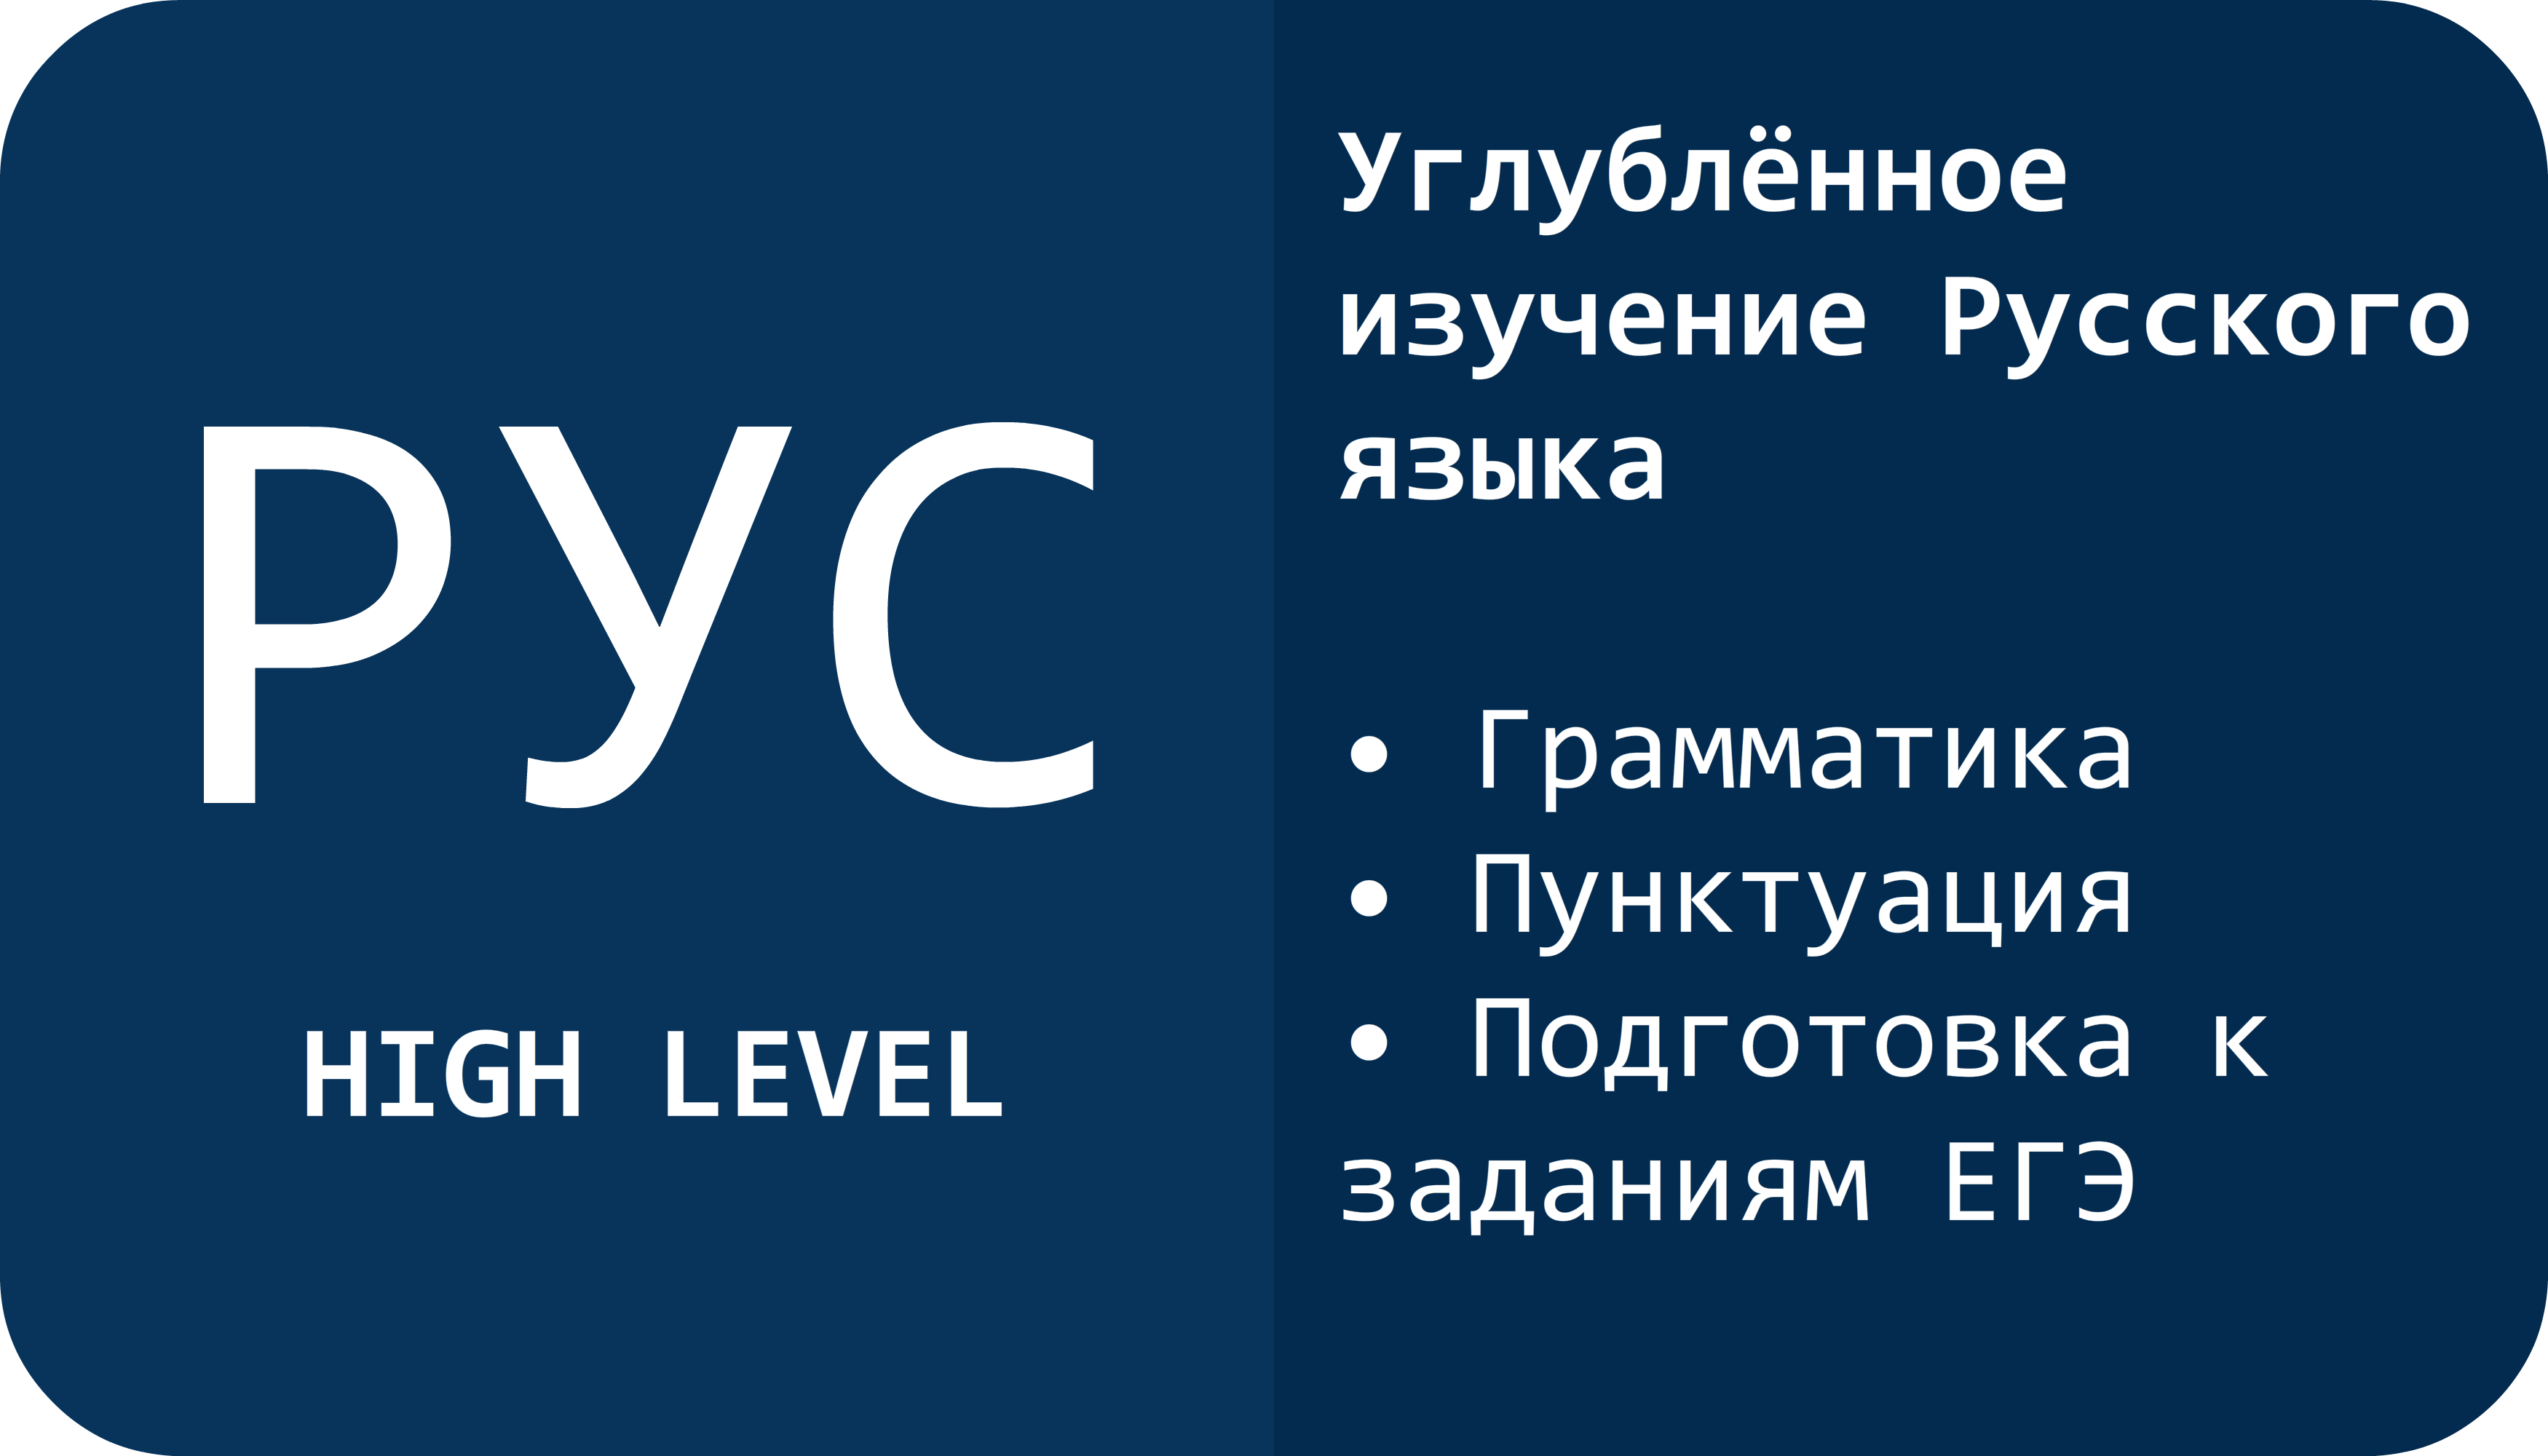 РУС
HIGH LEVEL
Углублённое
изучение Русского
языка
• Грамматика
• Пунктуация
• Подготовка к
заданиям ЕГЭ